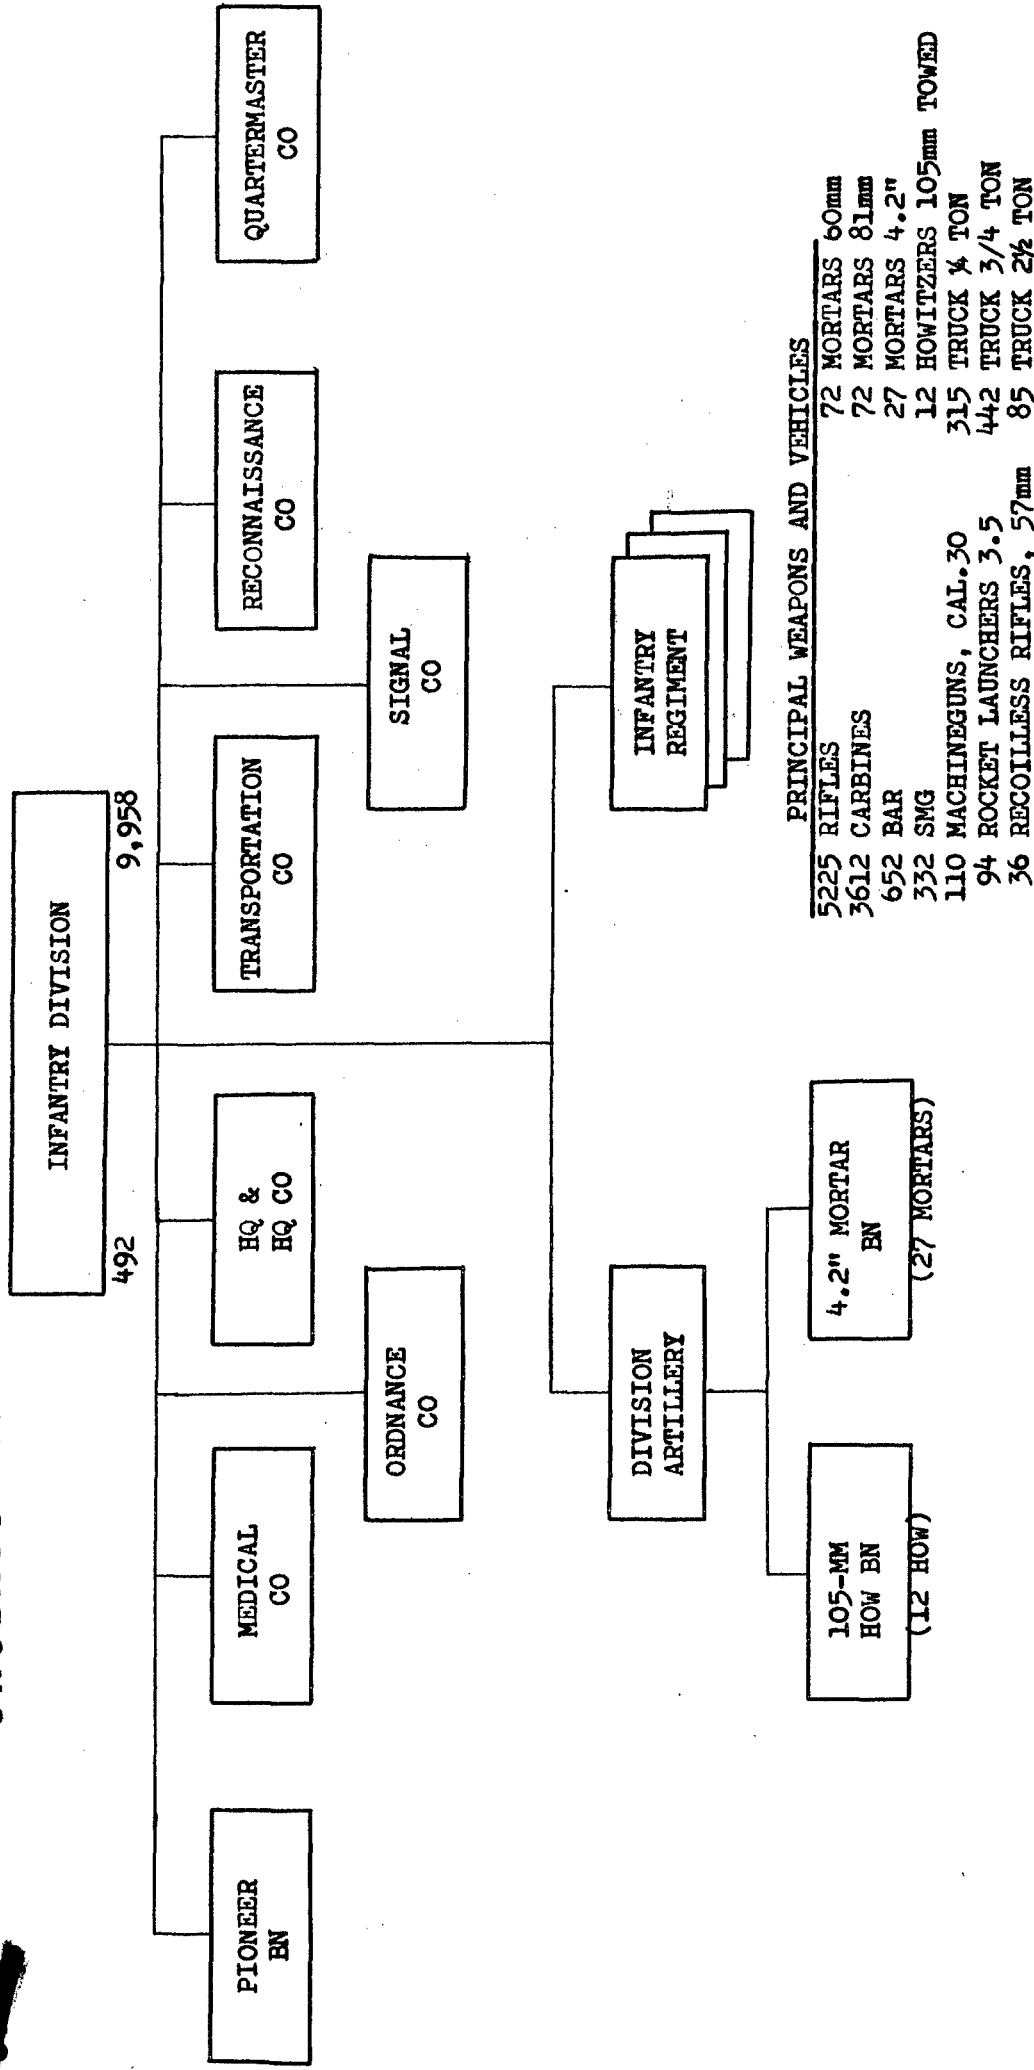 INFANTRY DIVISION
492
9,958
PIONEER
BN
MEDICAL
CO
HQ &
HQ CO
TRANSPORTATION
CO
RECONNAISSANCE
CO
QUARTERMASTER
CO
ORDNANCE
CO
SIGNAL
CO
DIVISION
ARTILLERY
INFANTRY
REGIMENT
105-MM
HOW BN
(12 HOW)
4.2" MORTAR
BN
(27 MORTARS)
PRINCIPAL WEAPONS AND VEHICLES
5225 RIFLES 72 MORTARS 60mm
3612 CARBINES 72 MORTARS 81mm
652 BAR 27 MORTARS 4.2"
332 SMG 12 HOWITZERS 105mm TOWED
110 MACHINEGUNS, CAL.30 315 TRUCK ¼ TON
94 ROCKET LAUNCHERS 3.5 442 TRUCK 3/4 TON
36 RECOILLESS RIFLES, 57mm 85 TRUCK 2½ TON